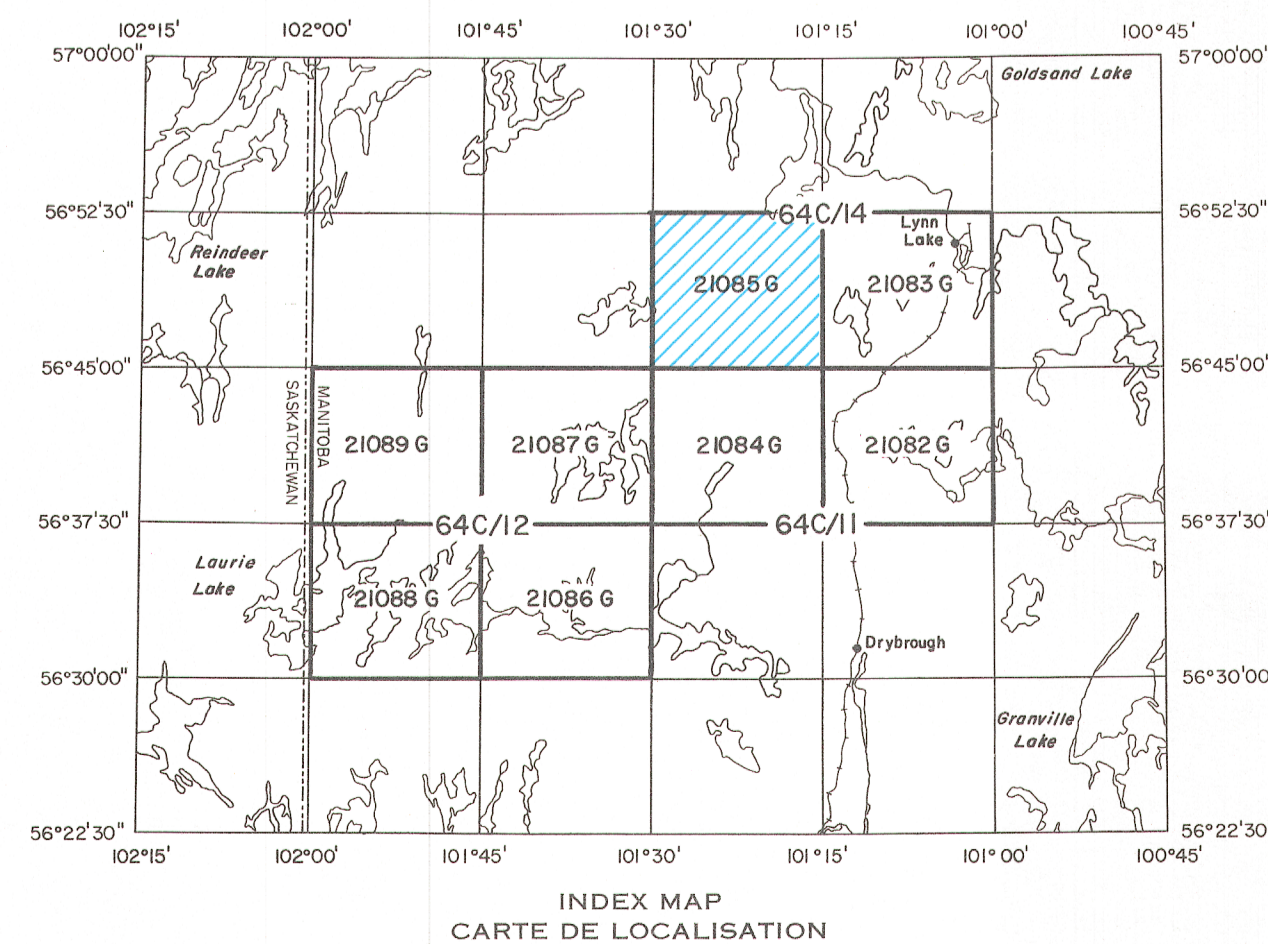 102°15' 102°00' 101°45' 101°30' 101°15' 101°00' 100°45'
57°00'00" 57°00'00"
Goldsand Lake
56°52'30" 64C/14 56°52'30"
Lynn
Lake
Reindeer
Lake
21085 G 21083 G
56°45'00" 56°45'00"
SASKATCHEWAN
MANITOBA
21089 G 21087 G 21084 G 21082 G
56°37'30" 64C/12 64C/11 56°37'30"
Laurie
Lake
21088 G 21086 G
Drybrough
56°30'00" 56°30'00"
Granville
Lake
56°22'30" 56°22'30
102°15' 102°00' 101°45' 101°30' 101°15' 101°00' 100°45'
INDEX MAP
CARTE DE LOCALISATION